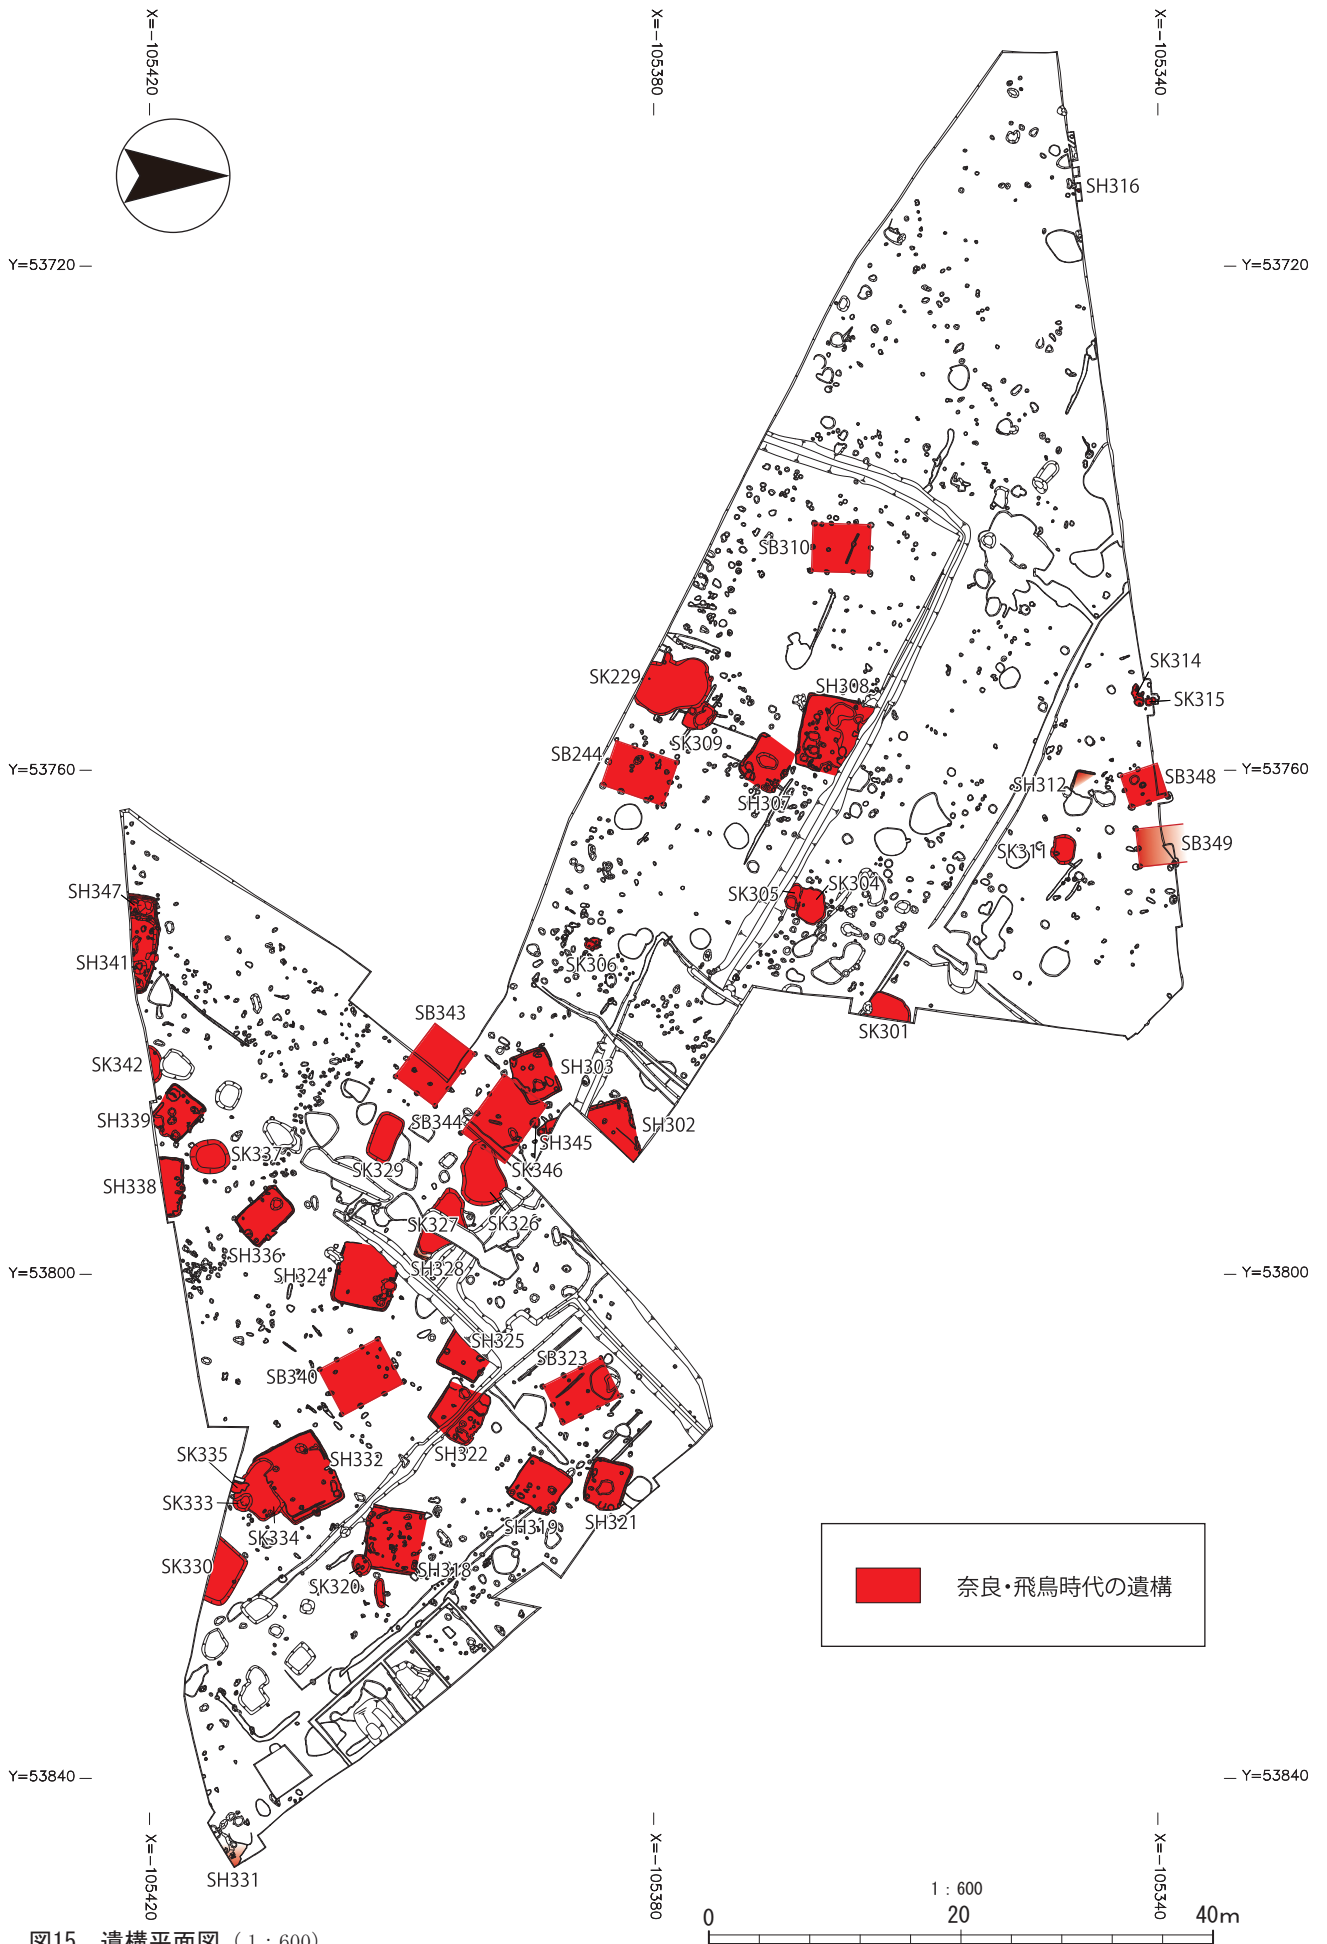 X=-105420
X=-105380
X=-105340
SH316
Y=53720
Y=53720
SB310
SK314
SK229
SH308
SK315
SK309
SB244
Y=53760
Y=53760
SH312
SB348
SH307
SB349
SK311
SK305
SK304
SH347
SH341
SK306
SB343
SK301
SK342
SH303
SH339
SB344
SH302
SH345
SK337
SK329
SK346
SH338
SK327
SK326
SH336
SH328
Y=53800
SH324
Y=53800
SH325
SB323
SB340
SH322
SK335
SH332
SK333
SK334
SH319
SH321
SK330
SH318
SK320
奈良・飛鳥時代の遺構
Y=53840
Y=53840
SH331
X=-105420
X=-105380
X=-105340
1：600
0 20 40m
図15 遺構平面図（1：600）